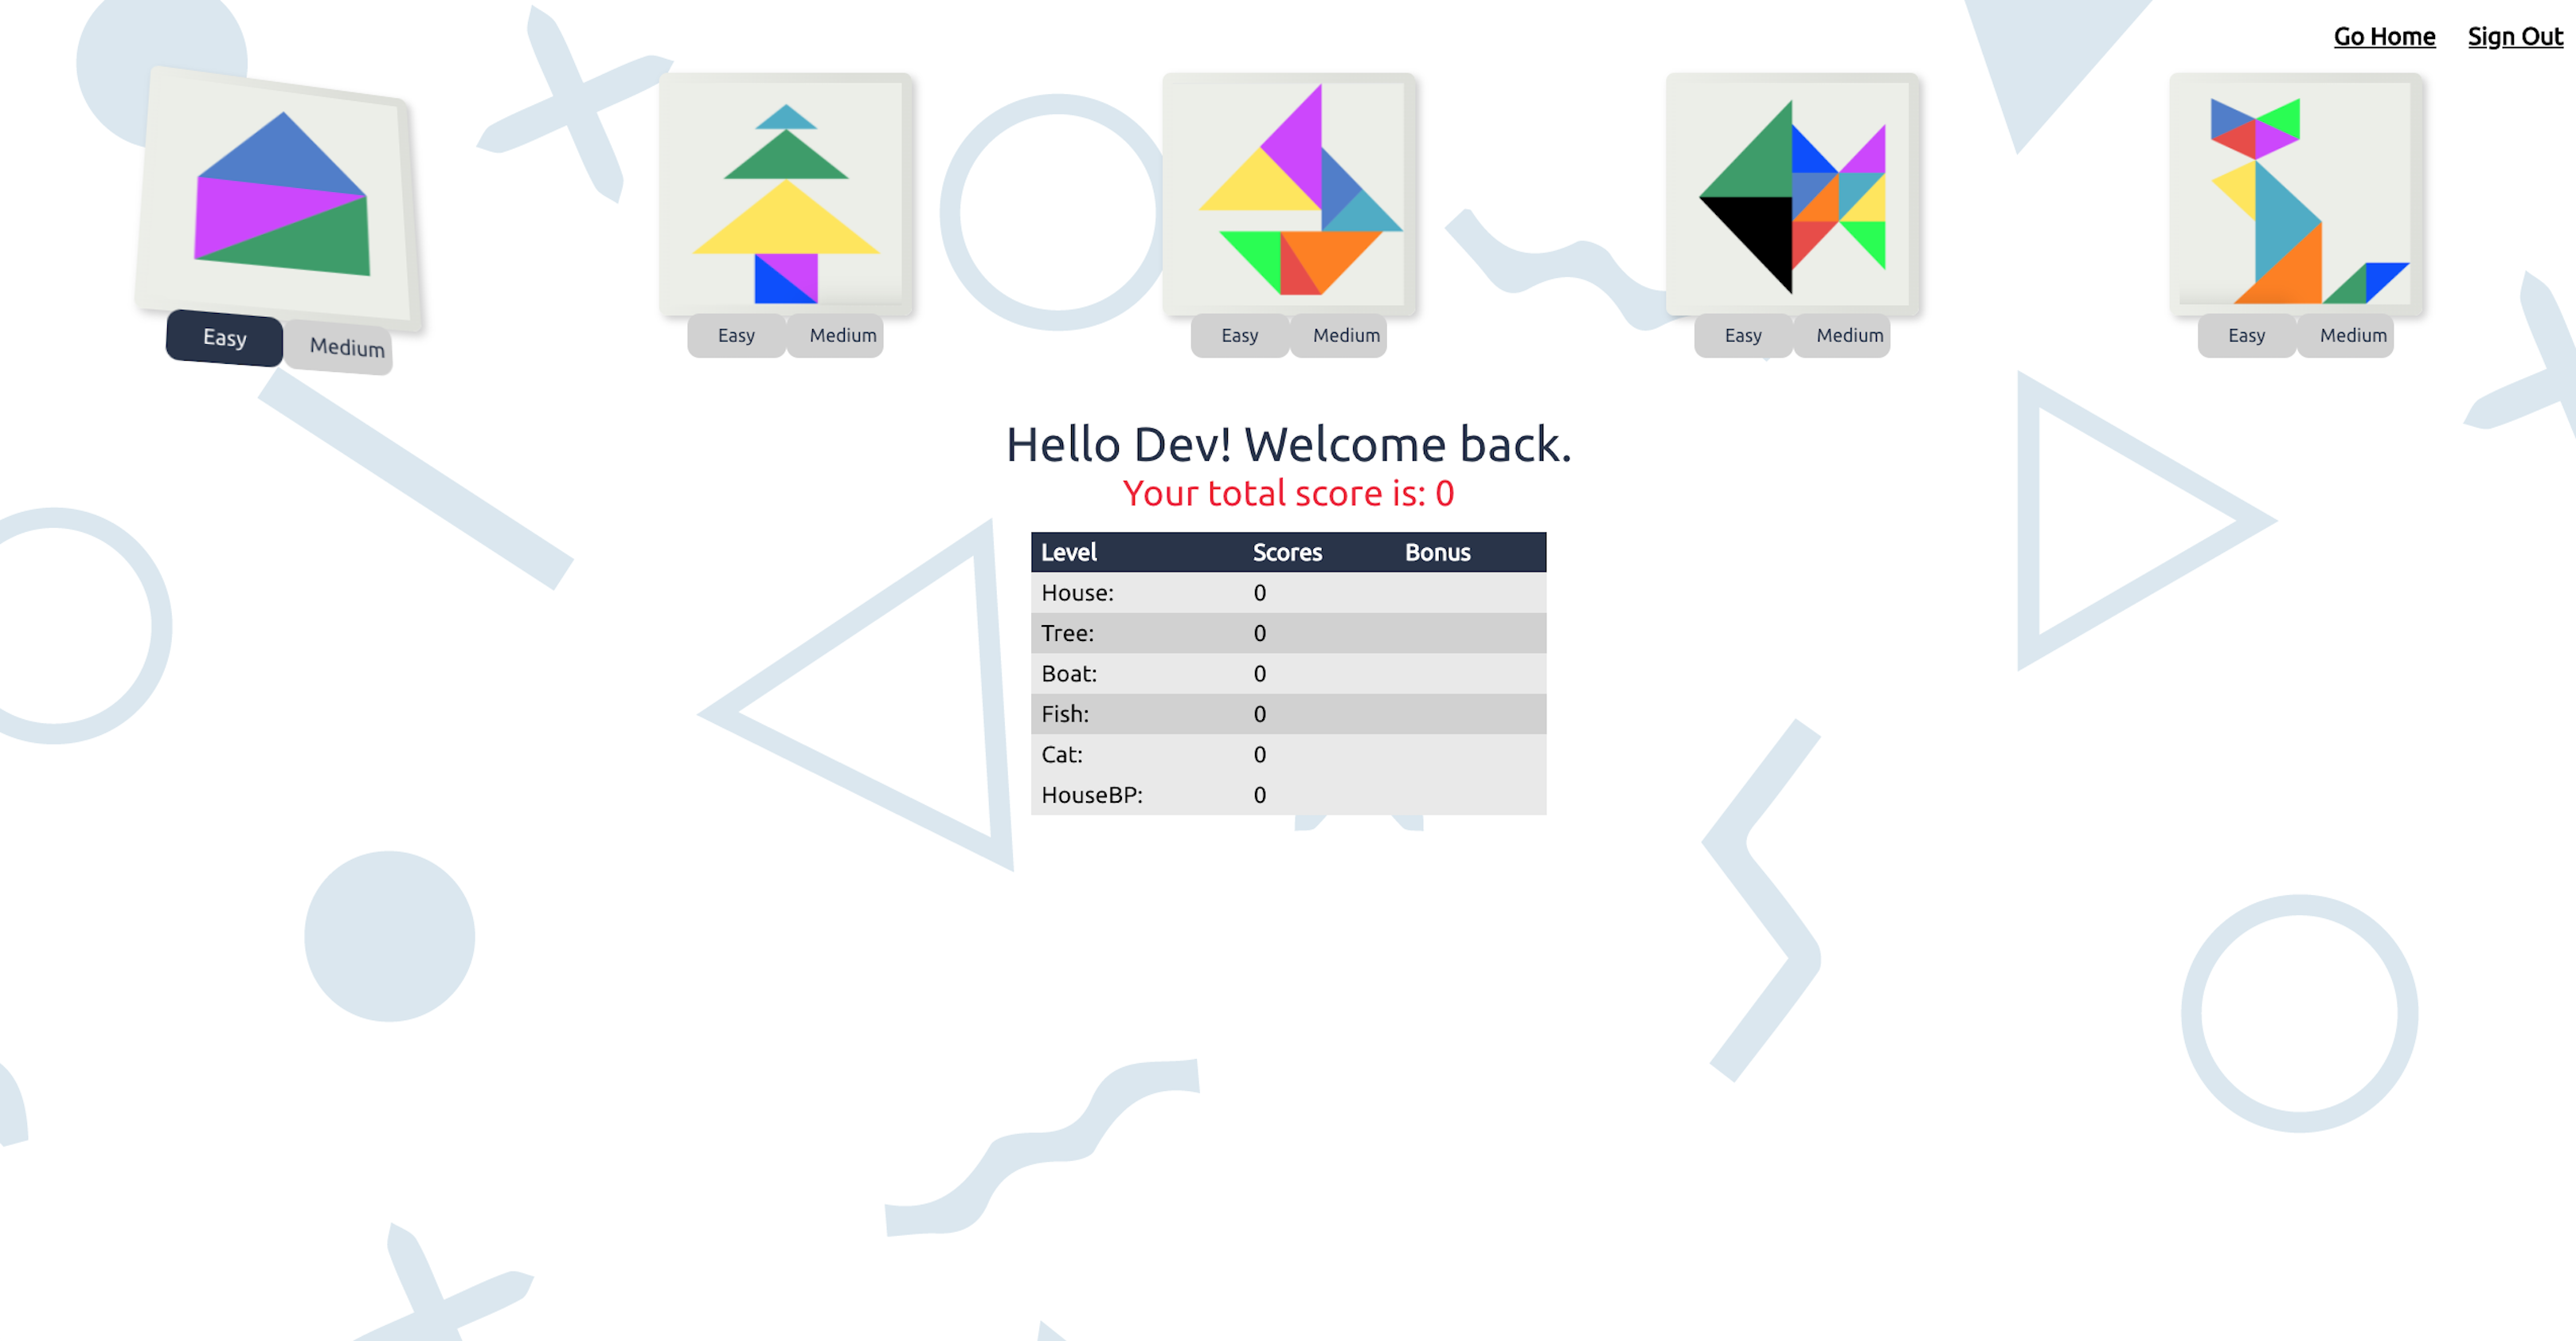 Go Home Sign Out
Easy Medium Easy Medium Easy Medium Easy Medium Easy Medium
Hello Dev! Welcome back.
Your total score is: 0
Level Scores Bonus
House: 0
Tree: 0
Boat: 0
Fish: 0
Cat: 0
HouseBP: 0